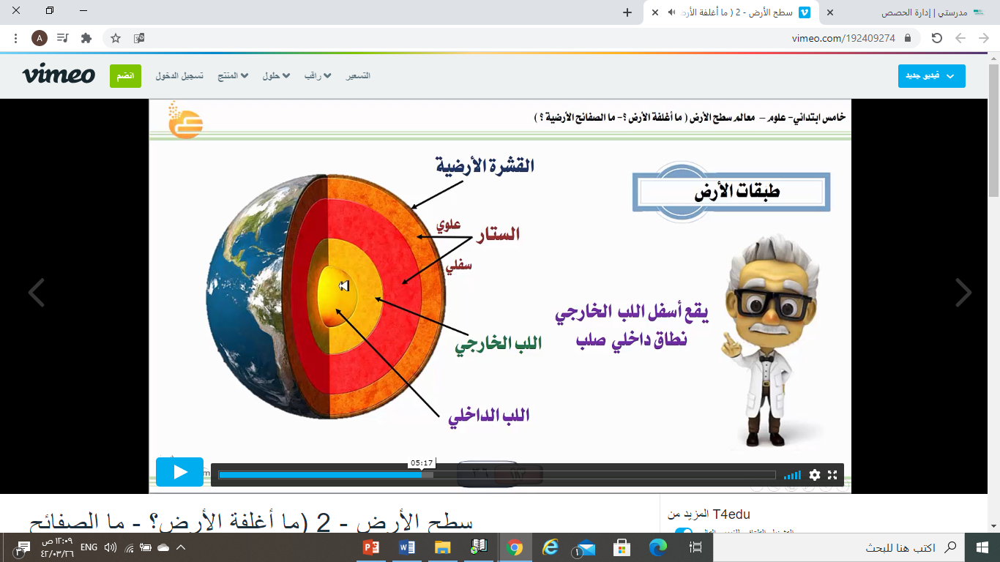 مدرستي | إدارة الحصص
سطح الأرض - 2 ( ما أغلفة الأرض
vimeo.com/192409274
A
vimeo
انضم
تسجيل الدخول
المنتج
حلول
راقب
التسعير
فيديو جديد
خامس ابتدائي- علوم – معالم سطح الأرض ( ما أغلفة الأرض ؟- ما الصفائح الأرضية ؟ )
طبقات الأرض
القشرة الأرضية
علوي
الستار
سفلي
يقع أسفل اللب الخارجي
نطاق داخلي صلب
اللب الخارجي
اللب الداخلي
05:17
سطح الأرض - 2 (ما أغلفة الأرض؟ - ما الصفائح
المزيد من T4edu
اكتب هنا للبحث
ENG
١٢:٠٩ ص
٤٢/٠٣/٢٦